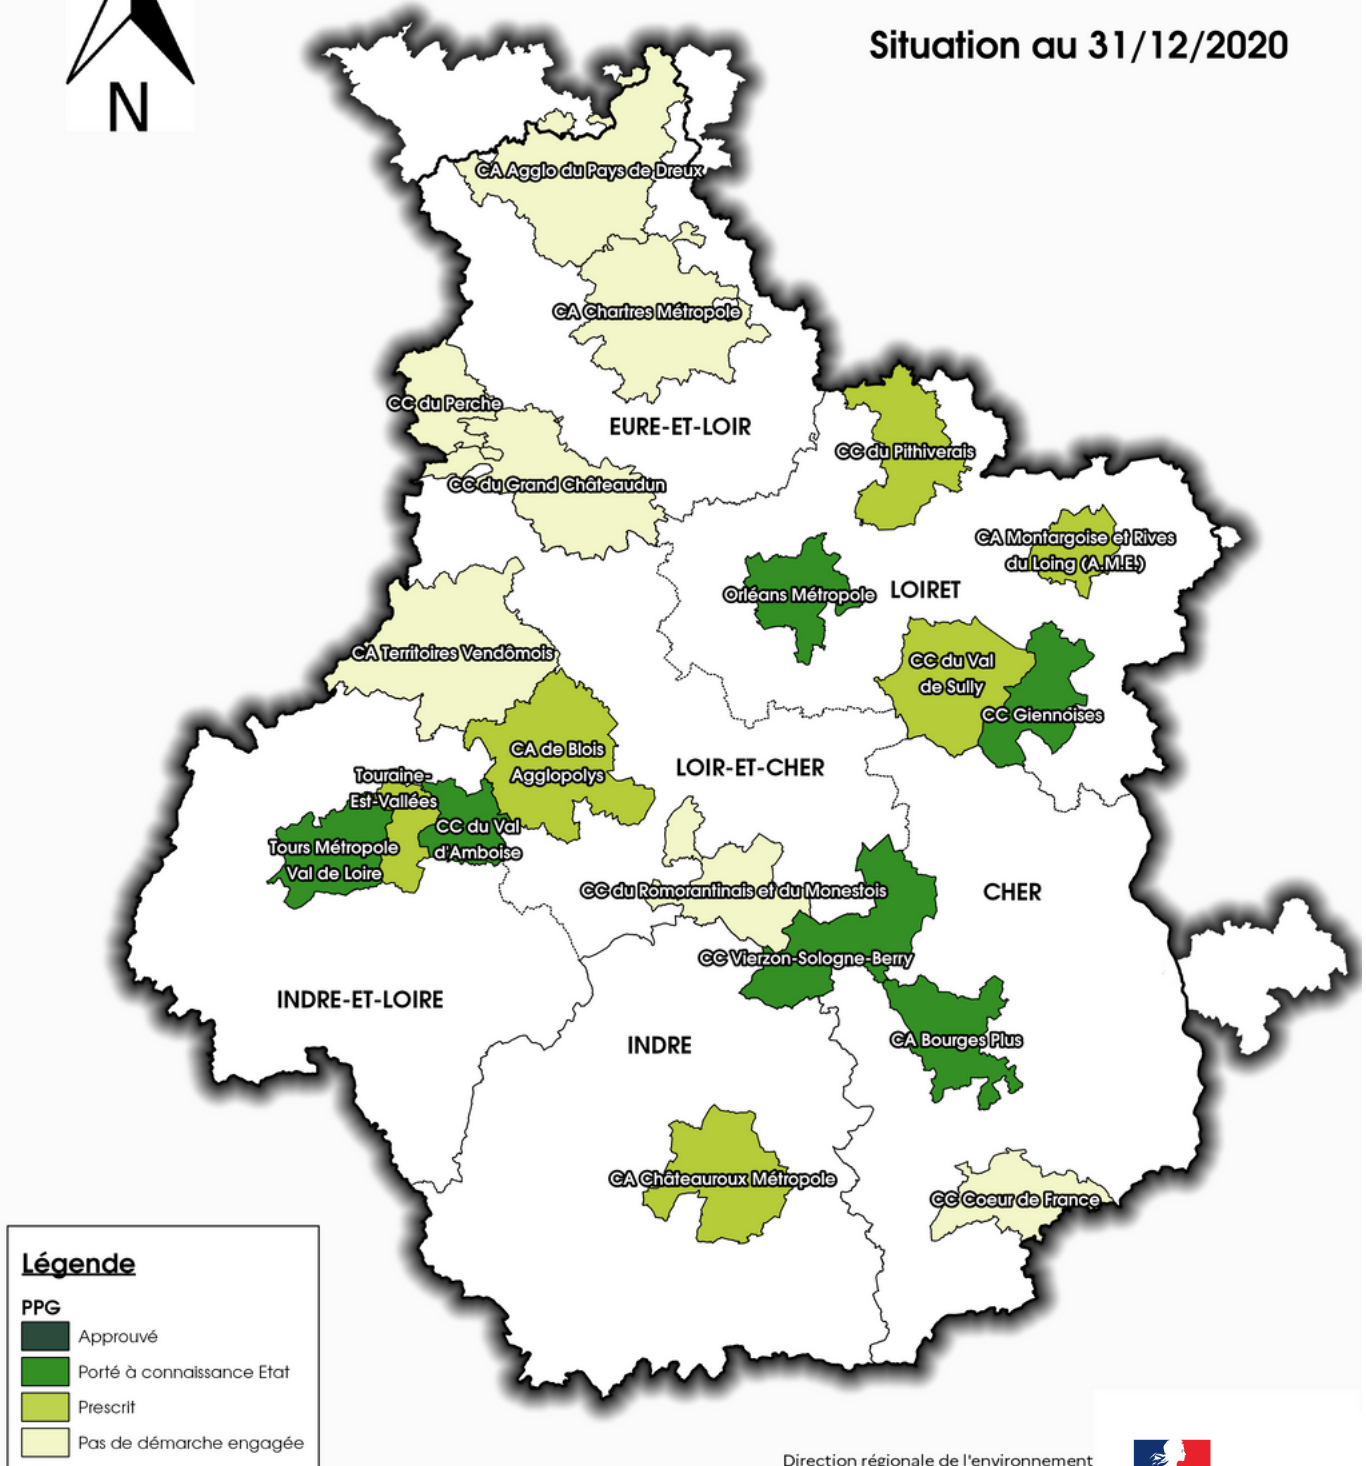 N
Situation au 31/12/2020
CA Agglo du Pays de Dreux
CA Chartres Métropole
CC du Perche
EURE-ET-LOIR
CC du Pithiverais
CC du Grand Châteaudun
CA Montargoise et Rives
du Loing (A.M.E.)
Orléans Métropole
LOIRET
CA Territoires Vendômois
CC du Val
de Sully
CC Giennoises
CA de Blois
Agglopolys
LOIR-ET-CHER
Touraine-
Est-Vallées
CC du Val
d'Amboise
Tours Métropole
Val de Loire
CC du Romorantinais et du Monestois
CHER
CC Vierzon-Sologne-Berry
INDRE-ET-LOIRE
INDRE
CA Bourges Plus
CA Châteauroux Métropole
CC Coeur de France
Légende
PPG
Approuvé
Porté à connaissance Etat
Prescrit
Pas de démarche engagée
Direction régionale de l'environnement